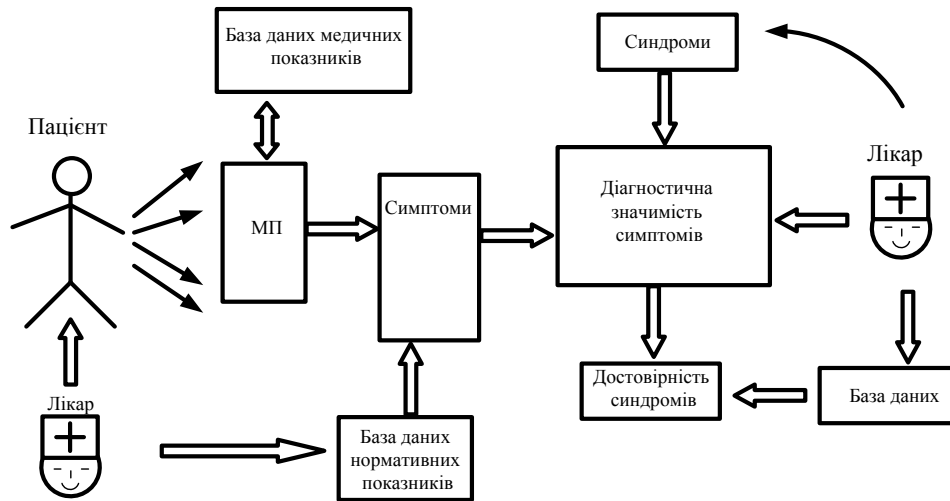 База даних медичних
показників
Синдроми
Пацієнт
Лікар
МП
Симптоми
Діагностична
значимість
симптомів
Лікар
База даних
нормативних
показників
Достовірність
синдромів
База даних